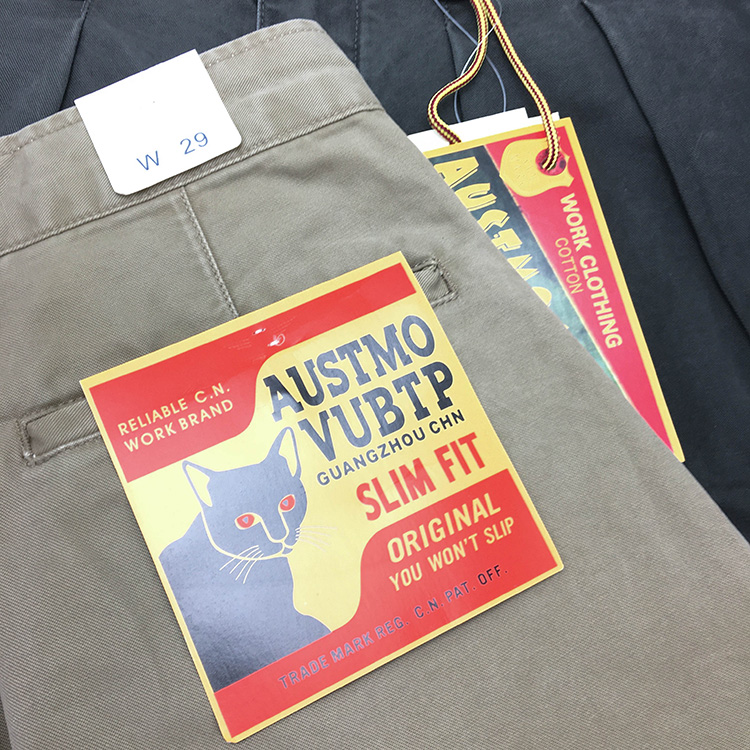 W 29
WORK CLOTHING
COTTON
RELIABLE C.N.
WORK BRAND
AUSTMO
VUBTP
GUANGZHOU CHN
SLIM FIT
ORIGINAL
YOU WON'T SLIP
TRADE MARK REG. C.N PAT. OFF.